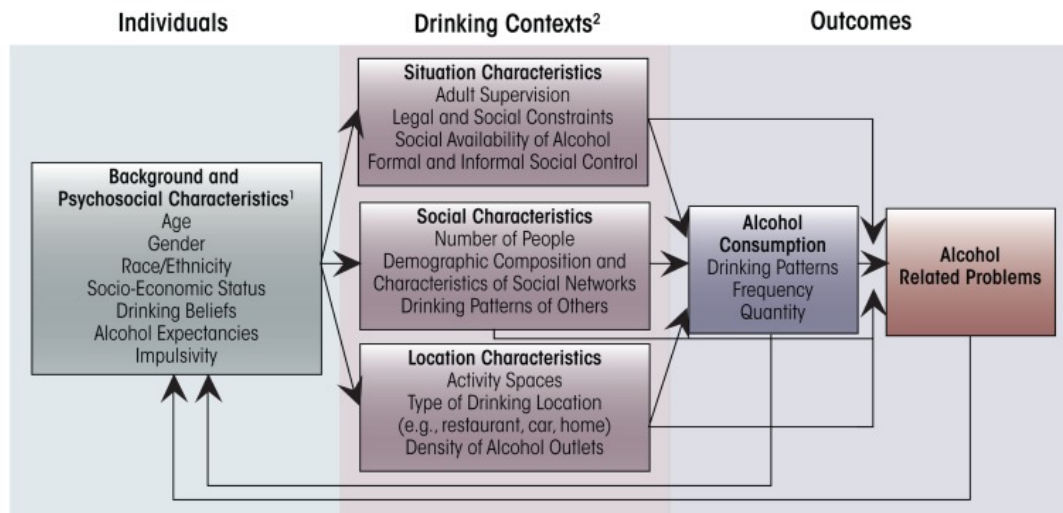 Individuals
Drinking Contexts²
Outcomes
Background and
Psychosocial Characteristics¹
Age
Gender
Race/Ethnicity
Socio-Economic Status
Drinking Beliefs
Alcohol Expectancies
Impulsivity
Situation Characteristics
Adult Supervision
Legal and Social Constraints
Social Availability of Alcohol
Formal and Informal Social Control
Social Characteristics
Number of People
Demographic Composition and
Characteristics of Social Networks
Drinking Patterns of Others
Location Characteristics
Activity Spaces
Type of Drinking Location
(e.g., restaurant, car, home)
Density of Alcohol Outlets
Alcohol
Consumption
Drinking Patterns
Frequency
Quantity
Alcohol
Related Problems